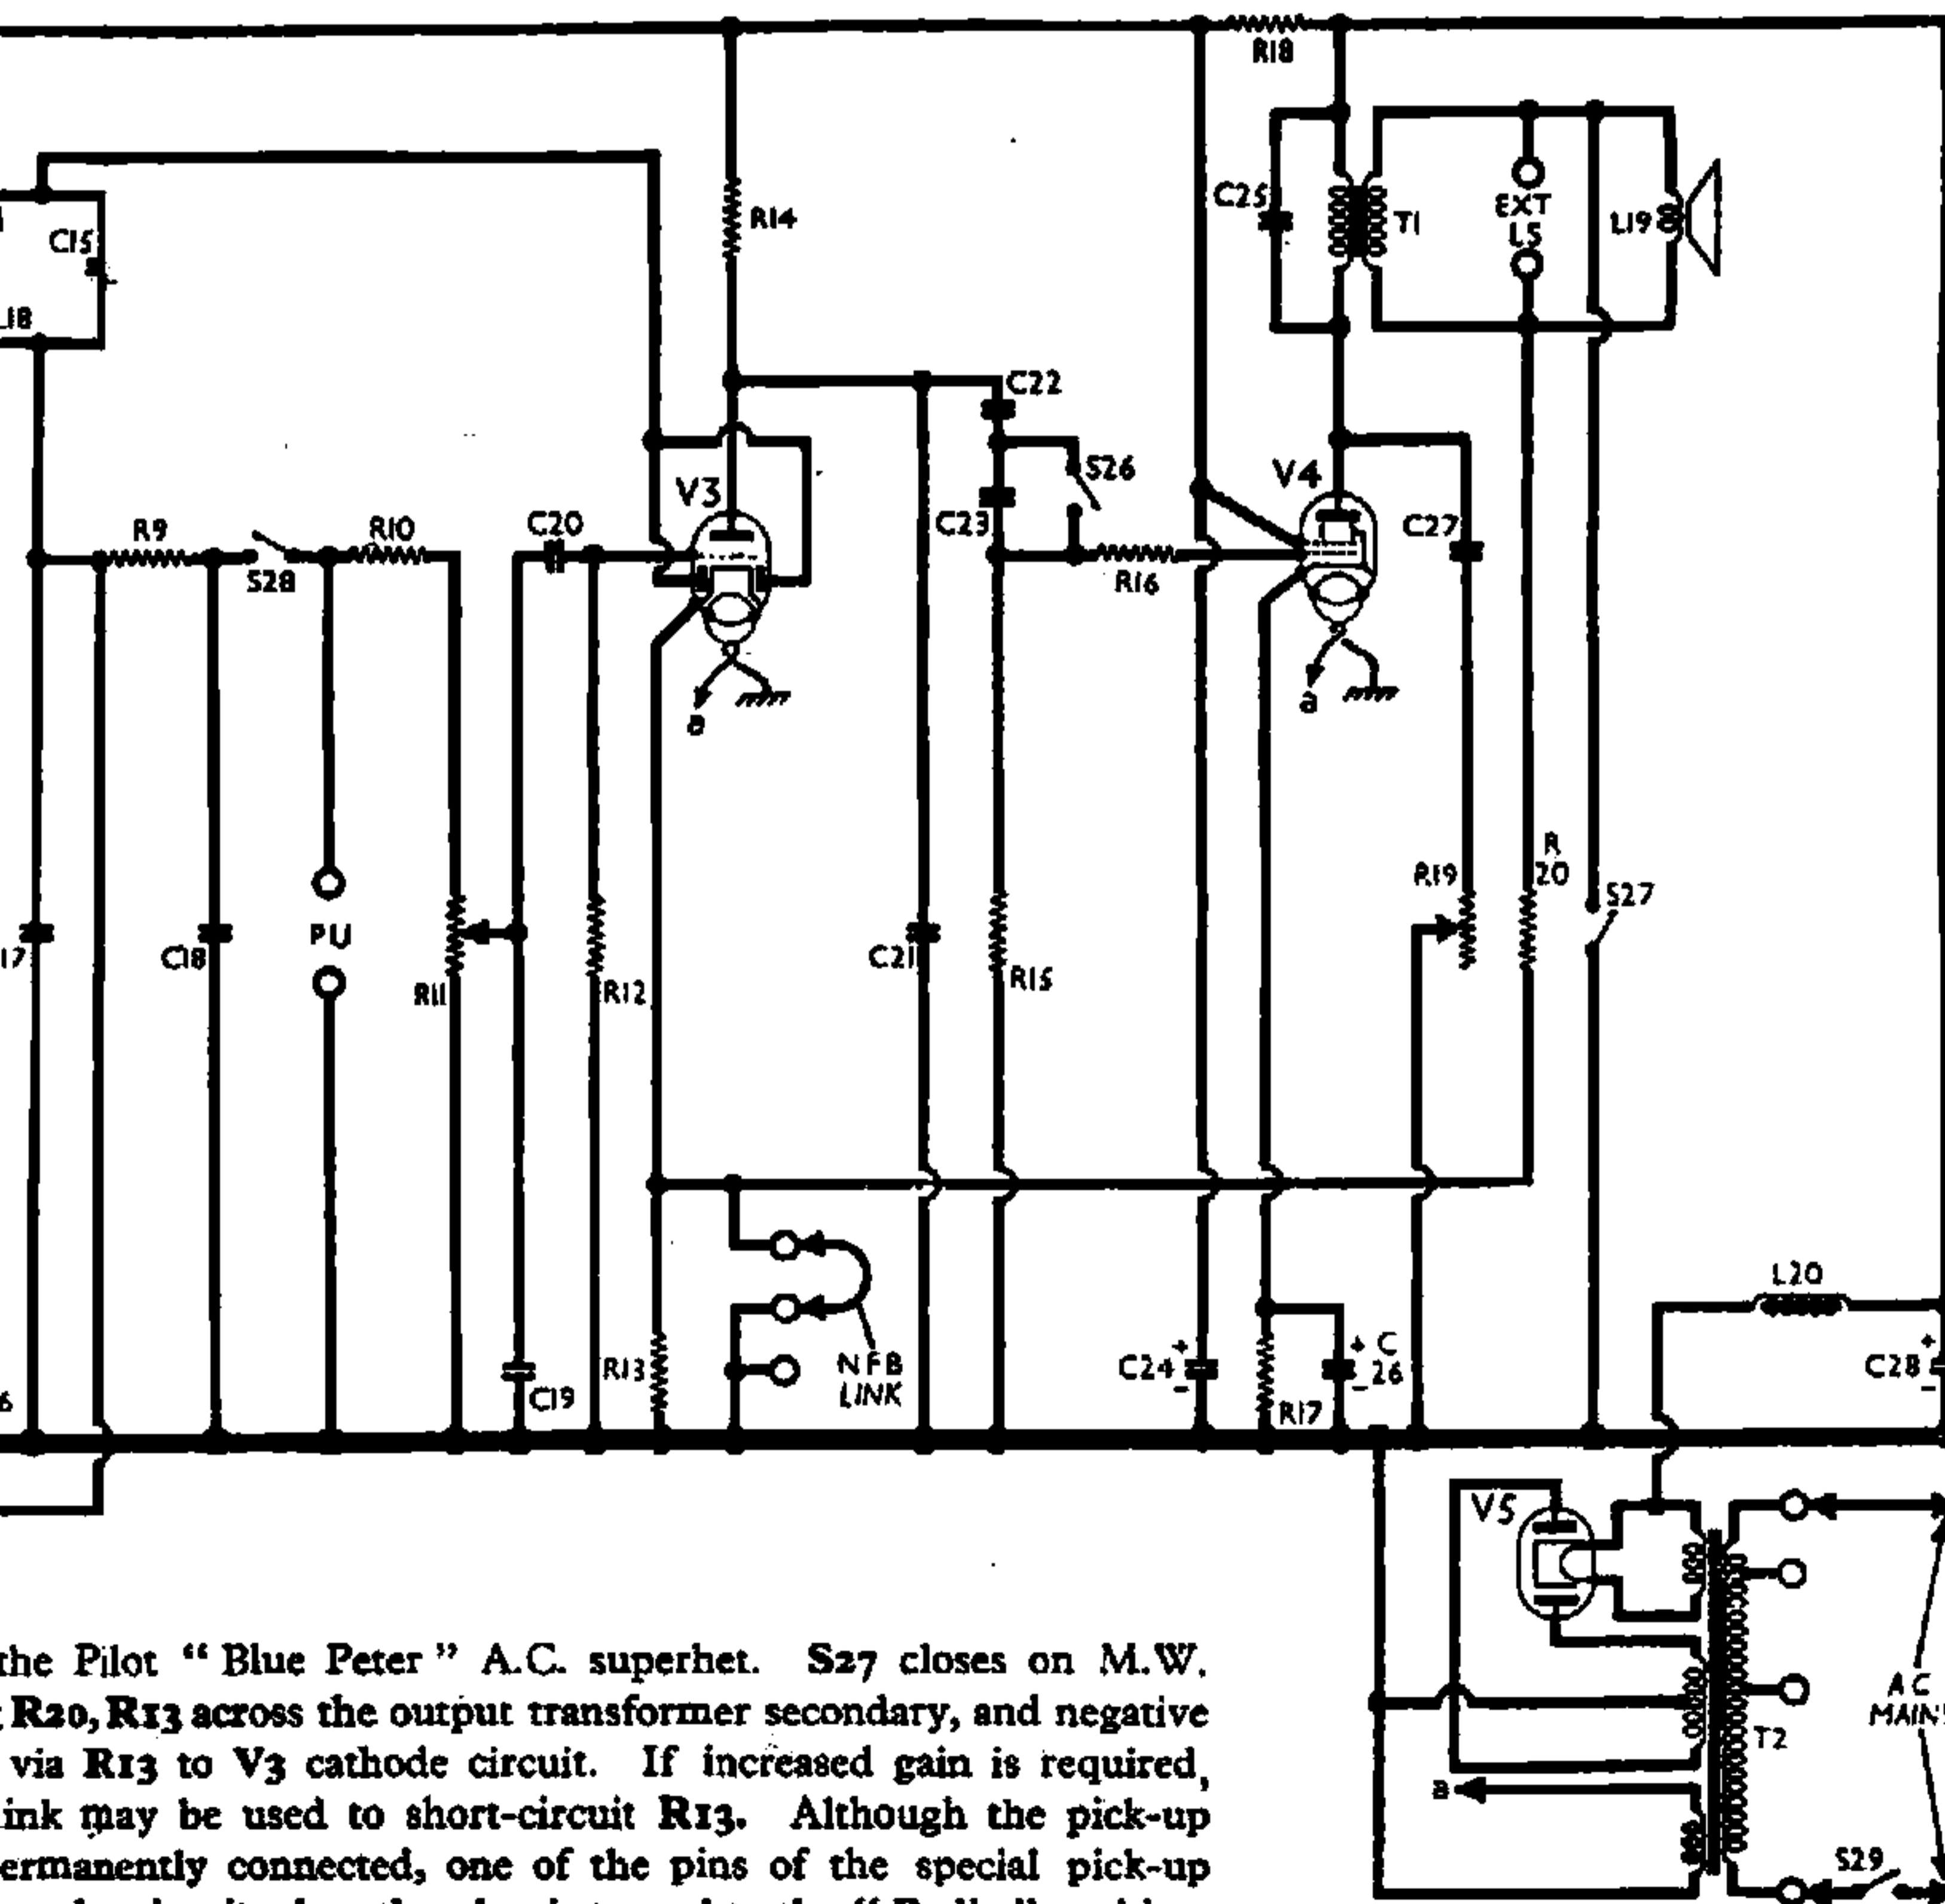 R18
C25
T1
EXT
LS
L19
R14
C15
L18
C22
S26
V3
V4
C23
C27
R9
S28
R10
C20
R16
a
a
R
20
R19
S27
PU
17
C18
R11
R12
C21
R15
L20
NFB
LINK
R13
C19
C24
+
-
R17
+ C
- 26
C28
+
-
6
V5
the Pilot “Blue Peter” A.C. superhet. S27 closes on M.W.
R20, R13 across the output transformer secondary, and negative
via R13 to V3 cathode circuit. If increased gain is required,
ink may be used to short-circuit R13. Although the pick-up
ermanently connected, one of the pins of the special pick-up
A C
MAINS
T2
a
S29